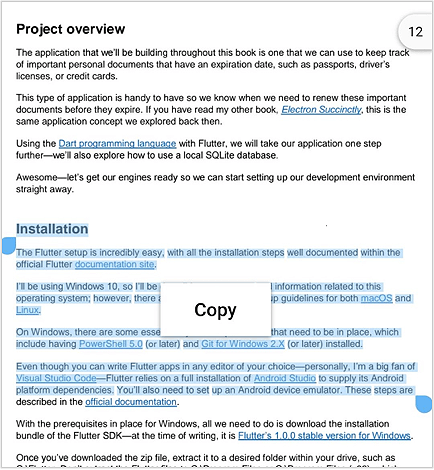 12
Project overview
The application that we'll be building throughout this book is one that we can use to keep track
of important personal documents that have an expiration date, such as passports, driver's
licenses, or credit cards.
This type of application is handy to have so we know when we need to renew these important
documents before they expire. If you have read my other book, Electron Succinctly, this is the
same application concept we explored back then.
Using the Dart programming language with Flutter, we will take our application one step
further—we'll also explore how to use a local SQLite database.
Awesome—let's get our engines ready so we can start setting up our development environment
straight away.
Installation
The Flutter setup is incredibly easy, with all the installation steps well documented within the
official Flutter documentation site.
I'll be using Windows 10, so I'll be information related to this
operating system; however, there a up guidelines for both macOS and
Linux.
Copy
On Windows, there are some esse that need to be in place, which
include having PowerShell 5.0 (or later) and Git for Windows 2.X (or later) installed.
Even though you can write Flutter apps in any editor of your choice—personally, I'm a big fan of
Visual Studio Code—Flutter relies on a full installation of Android Studio to supply its Android
platform dependencies. You'll also need to set up an Android device emulator. These steps are
described in the official documentation.
With the prerequisites in place for Windows, all we need to do is download the installation
bundle of the Flutter SDK—at the time of writing, it is Flutter's 1.0.0 stable version for Windows.
Once you've downloaded the zip file, extract it to a desired folder within your drive, such as